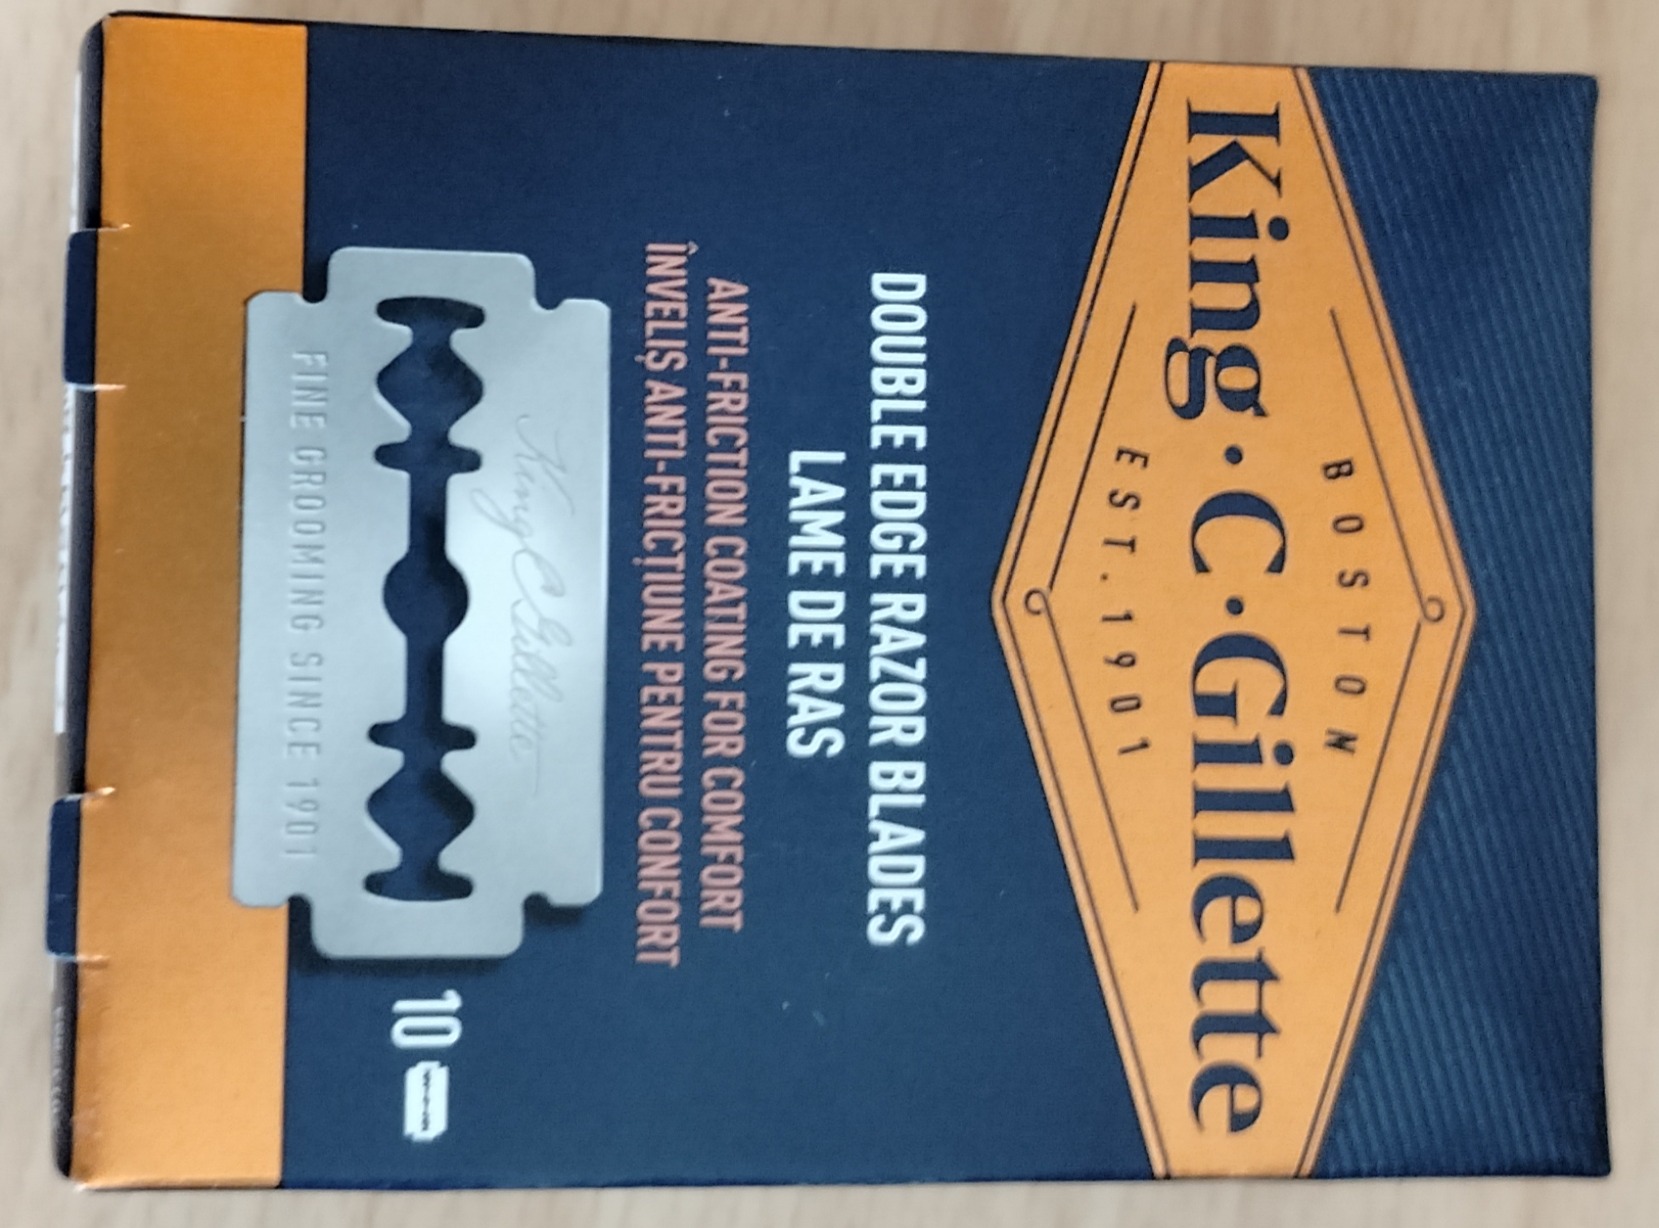 BOSTON
King·C·Gillette
EST.1901
DOUBLE EDGE RAZOR BLADES
LAME DE RAS
ANTI-FRICTION COATING FOR COMFORT
ÎNVELIȘ ANTI-FRICȚIUNE PENTRU CONFORT
King C Gillette
FINE GROOMING SINCE 1901
10